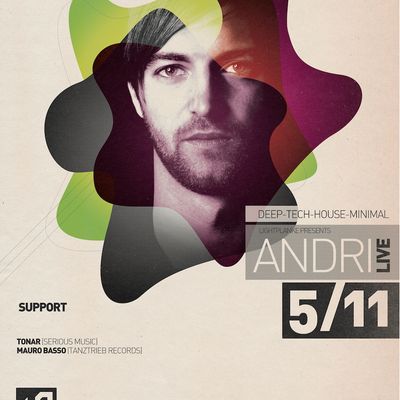 DEEP-TECH-HOUSE-MINIMAL
LIGHTPLANKE PRESENTS
ANDRI LIVE
5/11
SUPPORT
TONAR [SERIOUS MUSIC]
MAURO BASSO [TANZTRIEB RECORDS]